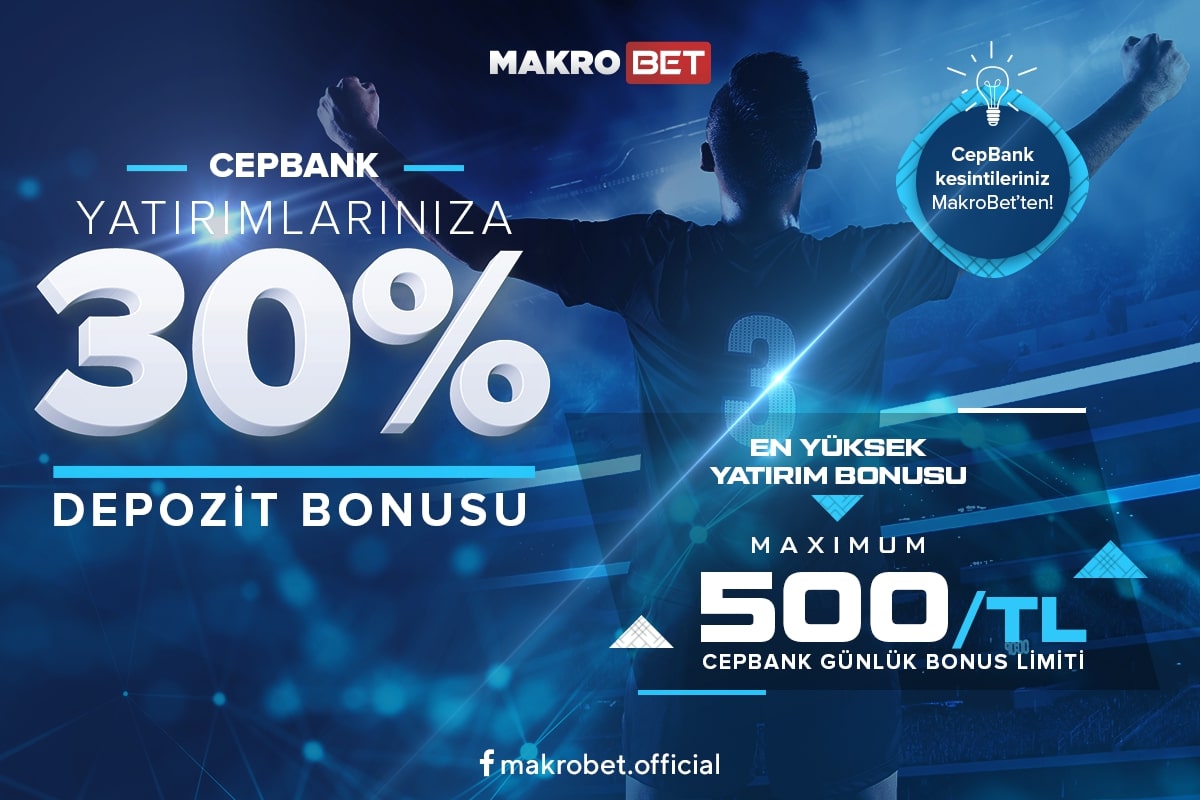 MAKROBET
CEPBANK
YATIRIMLARINIZA
30%
DEPOZİT BONUSU
CepBank
kesintileriniz
MakroBet'ten!
3
EN YÜKSEK
YATIRIM BONUSU
MAXIMUM
500/TL
CEPBANK GÜNLÜK BONUS LİMİTİ
f makrobet.official